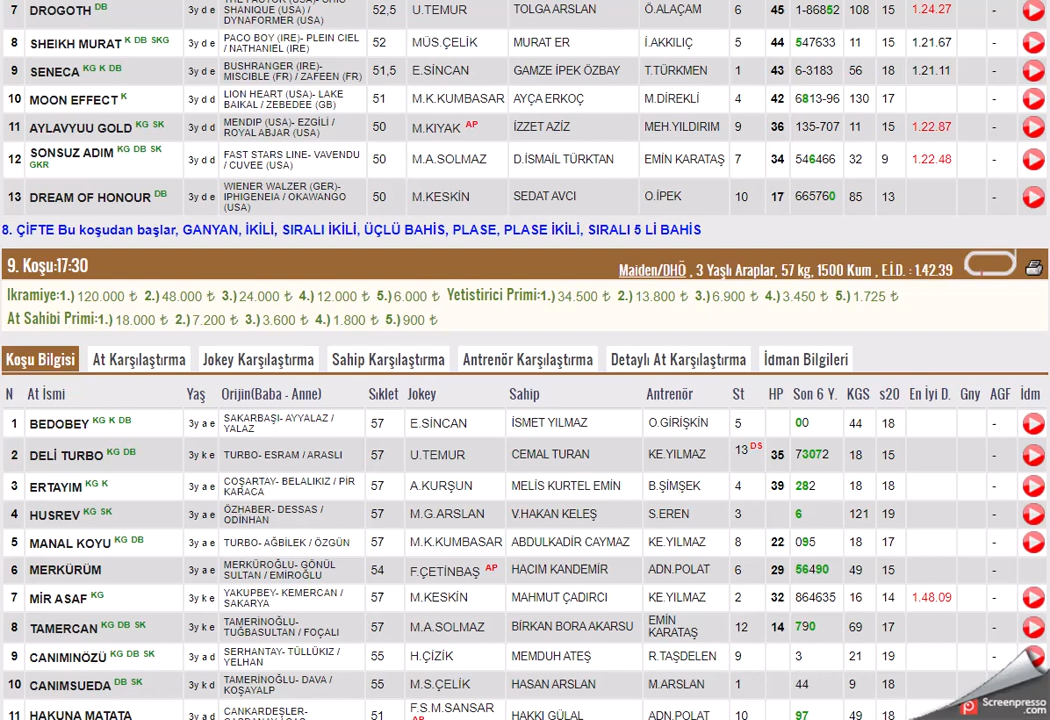 7 DROGOTH DB 3y d e SHANIQUE (USA) / DYNAFORMER (USA) 52,5 U.TEMUR TOLGA ARSLAN Ö.ALAÇAM 6 45 1-86852 108 15 1.24.27 -
8 SHEIKH MURAT K DB SKG 3y d e PACO BOY (IRE)- PLEIN CIEL / NATHANIEL (IRE) 52 MÜS.ÇELİK MURAT ER İ.AKKILIÇ 5 44 547633 11 15 1.21.67 -
9 SENECA KG K DB 3y d e BUSHRANGER (IRE)- MISCIBLE (FR) / ZAFEEN (FR) 51,5 E.SİNCAN GAMZE İPEK ÖZBAY T.TÜRKMEN 1 43 6-3183 56 18 1.21.11 -
10 MOON EFFECT K 3y d d LION HEART (USA)- LAKE BAIKAL / ZEBEDEE (GB) 51 M.K.KUMBASAR AYÇA ERKOÇ M.DİREKLİ 4 42 6813-96 130 17 -
11 AYLAVYUU GOLD KG SK 3y d d MENDIP (USA)- EZGİLİ / ROYAL ABJAR (USA) 50 M.KIYAK AP İZZET AZİZ MEH.YILDIRIM 9 36 135-707 11 15 1.22.87 -
12 SONSUZ ADIM KG DB SK GKR 3y d d FAST STARS LINE- VAVENDU / CUVEE (USA) 50 M.A.SOLMAZ D.İSMAİL TÜRKTAN EMİN KARATAŞ 7 34 546466 32 9 1.22.48 -
13 DREAM OF HONOUR DB 3y d d WIENER WALZER (GER)- IPHIGENEIA / OKAWANGO (USA) 50 M.KESKİN SEDAT AVCI O.İPEK 10 17 665760 85 13 -
8. ÇİFTE Bu koşudan başlar, GANYAN, İKİLİ, SIRALI İKİLİ, ÜÇLÜ BAHİS, PLASE, PLASE İKİLİ, SIRALI 5 Lİ BAHİS
9. Koşu:17:30 Maiden/DHÖ , 3 Yaşlı Araplar, 57 kg, 1500 Kum , E.İ.D. : 1.42.39
Ikramiye:1.) 120.000 ₺ 2.) 48.000 ₺ 3.) 24.000 ₺ 4.) 12.000 ₺ 5.) 6.000 ₺ Yetistirici Primi:1.) 34.500 ₺ 2.) 13.800 ₺ 3.) 6.900 ₺ 4.) 3.450 ₺ 5.) 1.725 ₺
At Sahibi Primi:1.) 18.000 ₺ 2.) 7.200 ₺ 3.) 3.600 ₺ 4.) 1.800 ₺ 5.) 900 ₺
Koşu Bilgisi At Karşılaştırma Jokey Karşılaştırma Sahip Karşılaştırma Antrenör Karşılaştırma Detaylı At Karşılaştırma İdman Bilgileri
N At İsmi Yaş Orijin(Baba - Anne) Sıklet Jokey Sahip Antrenör St HP Son 6 Y. KGS s20 En İyi D. Gny AGF İdm
1 BEDOBEY KG K DB 3y a e SAKARBAŞI- AYYALAZ / YALAZ 57 E.SİNCAN İSMET YILMAZ O.GİRİŞKİN 5 00 44 18 -
2 DELİ TURBO KG DB 3y k e TURBO- ESRAM / ARASLI 57 U.TEMUR CEMAL TURAN KE.YILMAZ 13 DS 35 73072 18 15 -
3 ERTAYIM KG K 3y a e COŞARTAY- BELALIKIZ / PİR KARACA 57 A.KURŞUN MELİS KURTEL EMİN B.ŞİMŞEK 4 39 282 18 18 -
4 HUSREV KG SK 3y a e ÖZHABER- DESSAS / ODİNHAN 57 M.G.ARSLAN V.HAKAN KELEŞ S.EREN 3 6 121 19 -
5 MANAL KOYU KG DB 3y a e TURBO- AĞBİLEK / ÖZGÜN 57 M.K.KUMBASAR ABDULKADİR CAYMAZ KE.YILMAZ 8 22 095 18 17 -
6 MERKÜRÜM 3y a e MERKÜROĞLU- GÖNÜL SULTAN / EMİROĞLU 54 F.ÇETİNBAŞ AP HACIM KANDEMİR ADN.POLAT 6 29 56490 49 15 -
7 MİR ASAF KG 3y k e YAKUPBEY- KEMERCAN / SAKARYA 57 M.KESKİN MAHMUT ÇADIRCI KE.YILMAZ 2 32 864635 16 14 1.48.09 -
8 TAMERCAN KG DB SK 3y k e TAMERİNOĞLU- TUĞBASULTAN / FOÇALI 57 M.A.SOLMAZ BİRKAN BORA AKARSU EMİN KARATAŞ 12 14 790 69 17 -
9 CANIMINÖZÜ KG DB SK 3y a d SERHANTAY- TÜLLÜKIZ / YELHAN 55 H.ÇİZİK MEMDUH ATEŞ R.TAŞDELEN 9 3 21 19 -
10 CANIMSUEDA DB SK 3y k d TAMERİNOĞLU- DAVA / KOŞAYALP 55 M.S.ÇELİK HASAN ARSLAN M.ARSLAN 1 44 9 18 -
11 HAKUNA MATATA 3y a d CANKARDEŞLER- 51 F.S.M.SANSAR AP HAKKI GÜLAL ADN.POLAT 10 97 49 18 -
Screenpresso.com